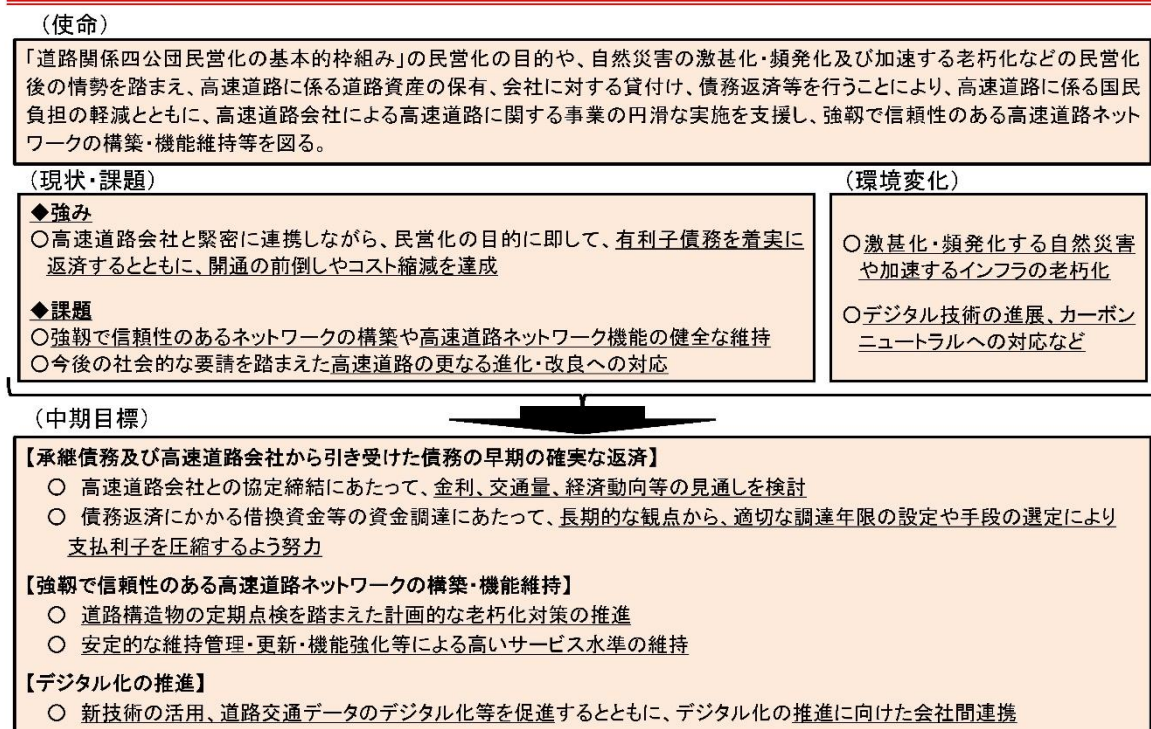 （使命）
「道路関係四公団民営化の基本的枠組み」の民営化の目的や、自然災害の激甚化・頻発化及び加速する老朽化などの民営化
後の情勢を踏まえ、高速道路に係る道路資産の保有、会社に対する貸付け、債務返済等を行うことにより、高速道路に係る国民
負担の軽減とともに、高速道路会社による高速道路に関する事業の円滑な実施を支援し、強靱で信頼性のある高速道路ネット
ワークの構築・機能維持等を図る。
（現状・課題）
◆強み
○高速道路会社と緊密に連携しながら、民営化の目的に即して、有利子債務を着実に
返済するとともに、開通の前倒しやコスト縮減を達成
◆課題
○強靱で信頼性のあるネットワークの構築や高速道路ネットワーク機能の健全な維持
○今後の社会的な要請を踏まえた高速道路の更なる進化・改良への対応
（環境変化）
○激甚化・頻発化する自然災害
や加速するインフラの老朽化
○デジタル技術の進展、カーボン
ニュートラルへの対応など
（中期目標）
【承継債務及び高速道路会社から引き受けた債務の早期の確実な返済】
○ 高速道路会社との協定締結にあたって、金利、交通量、経済動向等の見通しを検討
○ 債務返済にかかる借換資金等の資金調達にあたって、長期的な観点から、適切な調達年限の設定や手段の選定により
支払利子を圧縮するよう努力
【強靱で信頼性のある高速道路ネットワークの構築・機能維持】
○ 道路構造物の定期点検を踏まえた計画的な老朽化対策の推進
○ 安定的な維持管理・更新・機能強化等による高いサービス水準の維持
【デジタル化の推進】
○ 新技術の活用、道路交通データのデジタル化等を促進するとともに、デジタル化の推進に向けた会社間連携